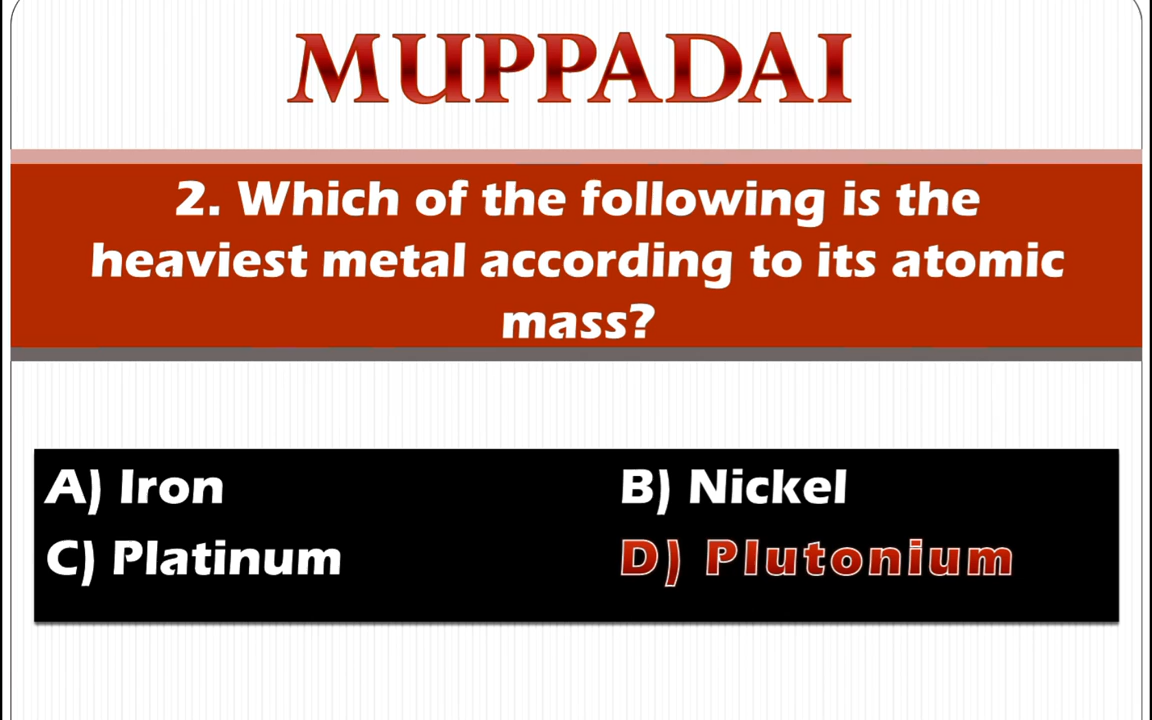 MUPPADAI
2. Which of the following is the
heaviest metal according to its atomic
mass?
A) Iron
B) Nickel
C) Platinum
D) Plutonium